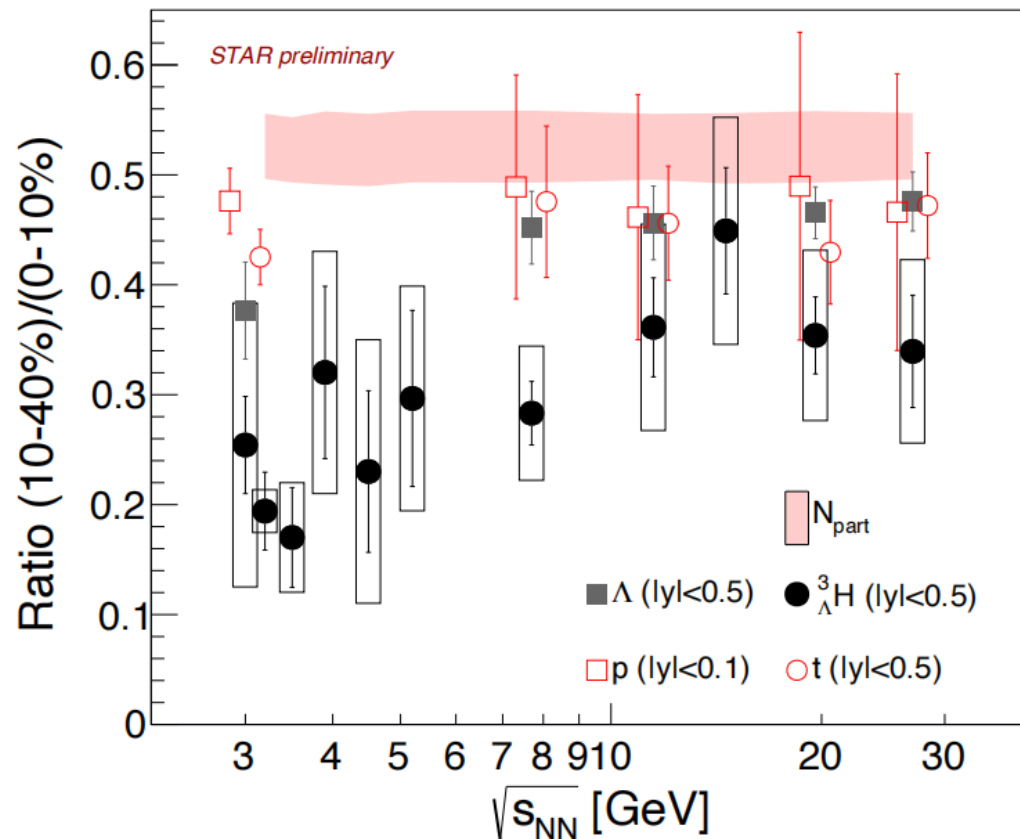 STAR preliminary
Ratio (10-40%)/(0-10%)
0.6
0.5
0.4
0.3
0.2
0.1
0
N_part
Λ (|y|<0.5)
³_ΛH (|y|<0.5)
p (|y|<0.1)
t (|y|<0.5)
3 4 5 6 7 8 910 20 30
√s_NN [GeV]